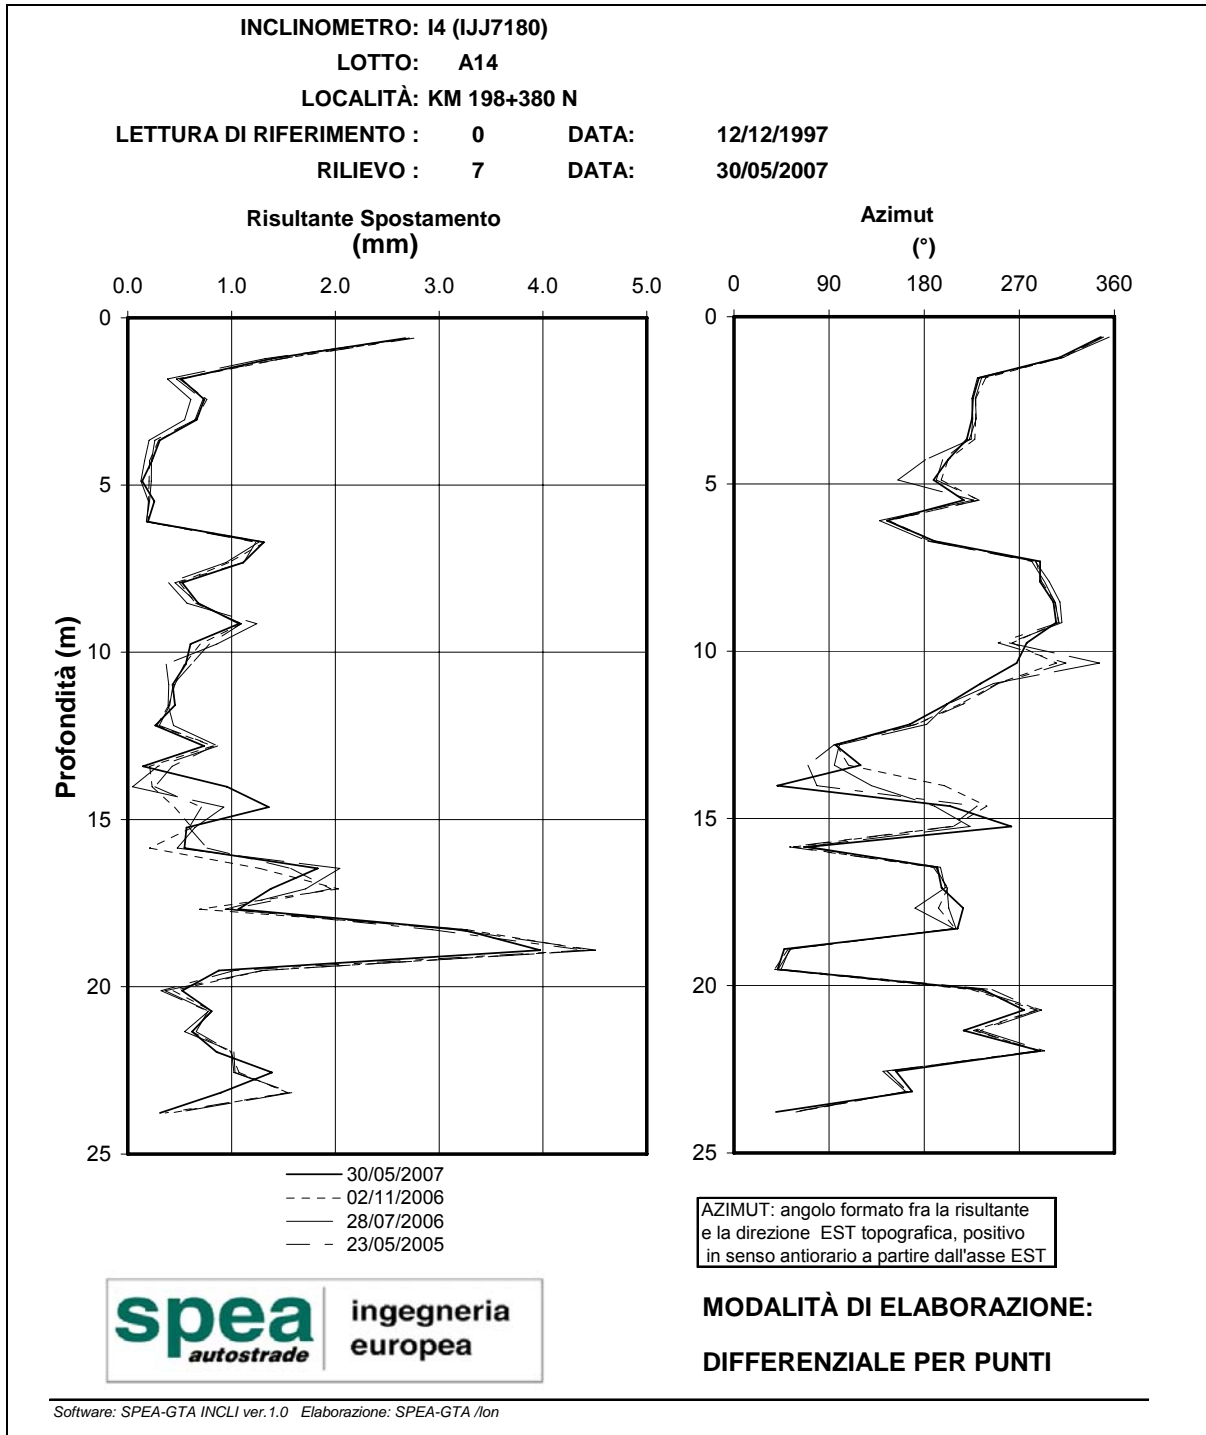 INCLINOMETRO: I4 (IJJ7180)
LOTTO: A14
LOCALITÀ: KM 198+380 N
LETTURA DI RIFERIMENTO : 0 DATA: 12/12/1997
RILIEVO : 7 DATA: 30/05/2007
Risultante Spostamento
(mm)
0.0 1.0 2.0 3.0 4.0 5.0
0
5
10
15
20
25
Profondità (m)
Azimut
(°)
0 90 180 270 360
0
5
10
15
20
25
30/05/2007
02/11/2006
28/07/2006
23/05/2005
AZIMUT: angolo formato fra la risultante
e la direzione EST topografica, positivo
in senso antiorario a partire dall'asse EST
spea
autostrade
ingegneria
europea
MODALITÀ DI ELABORAZIONE:
DIFFERENZIALE PER PUNTI
Software: SPEA-GTA INCLI ver.1.0 Elaborazione: SPEA-GTA /Ion